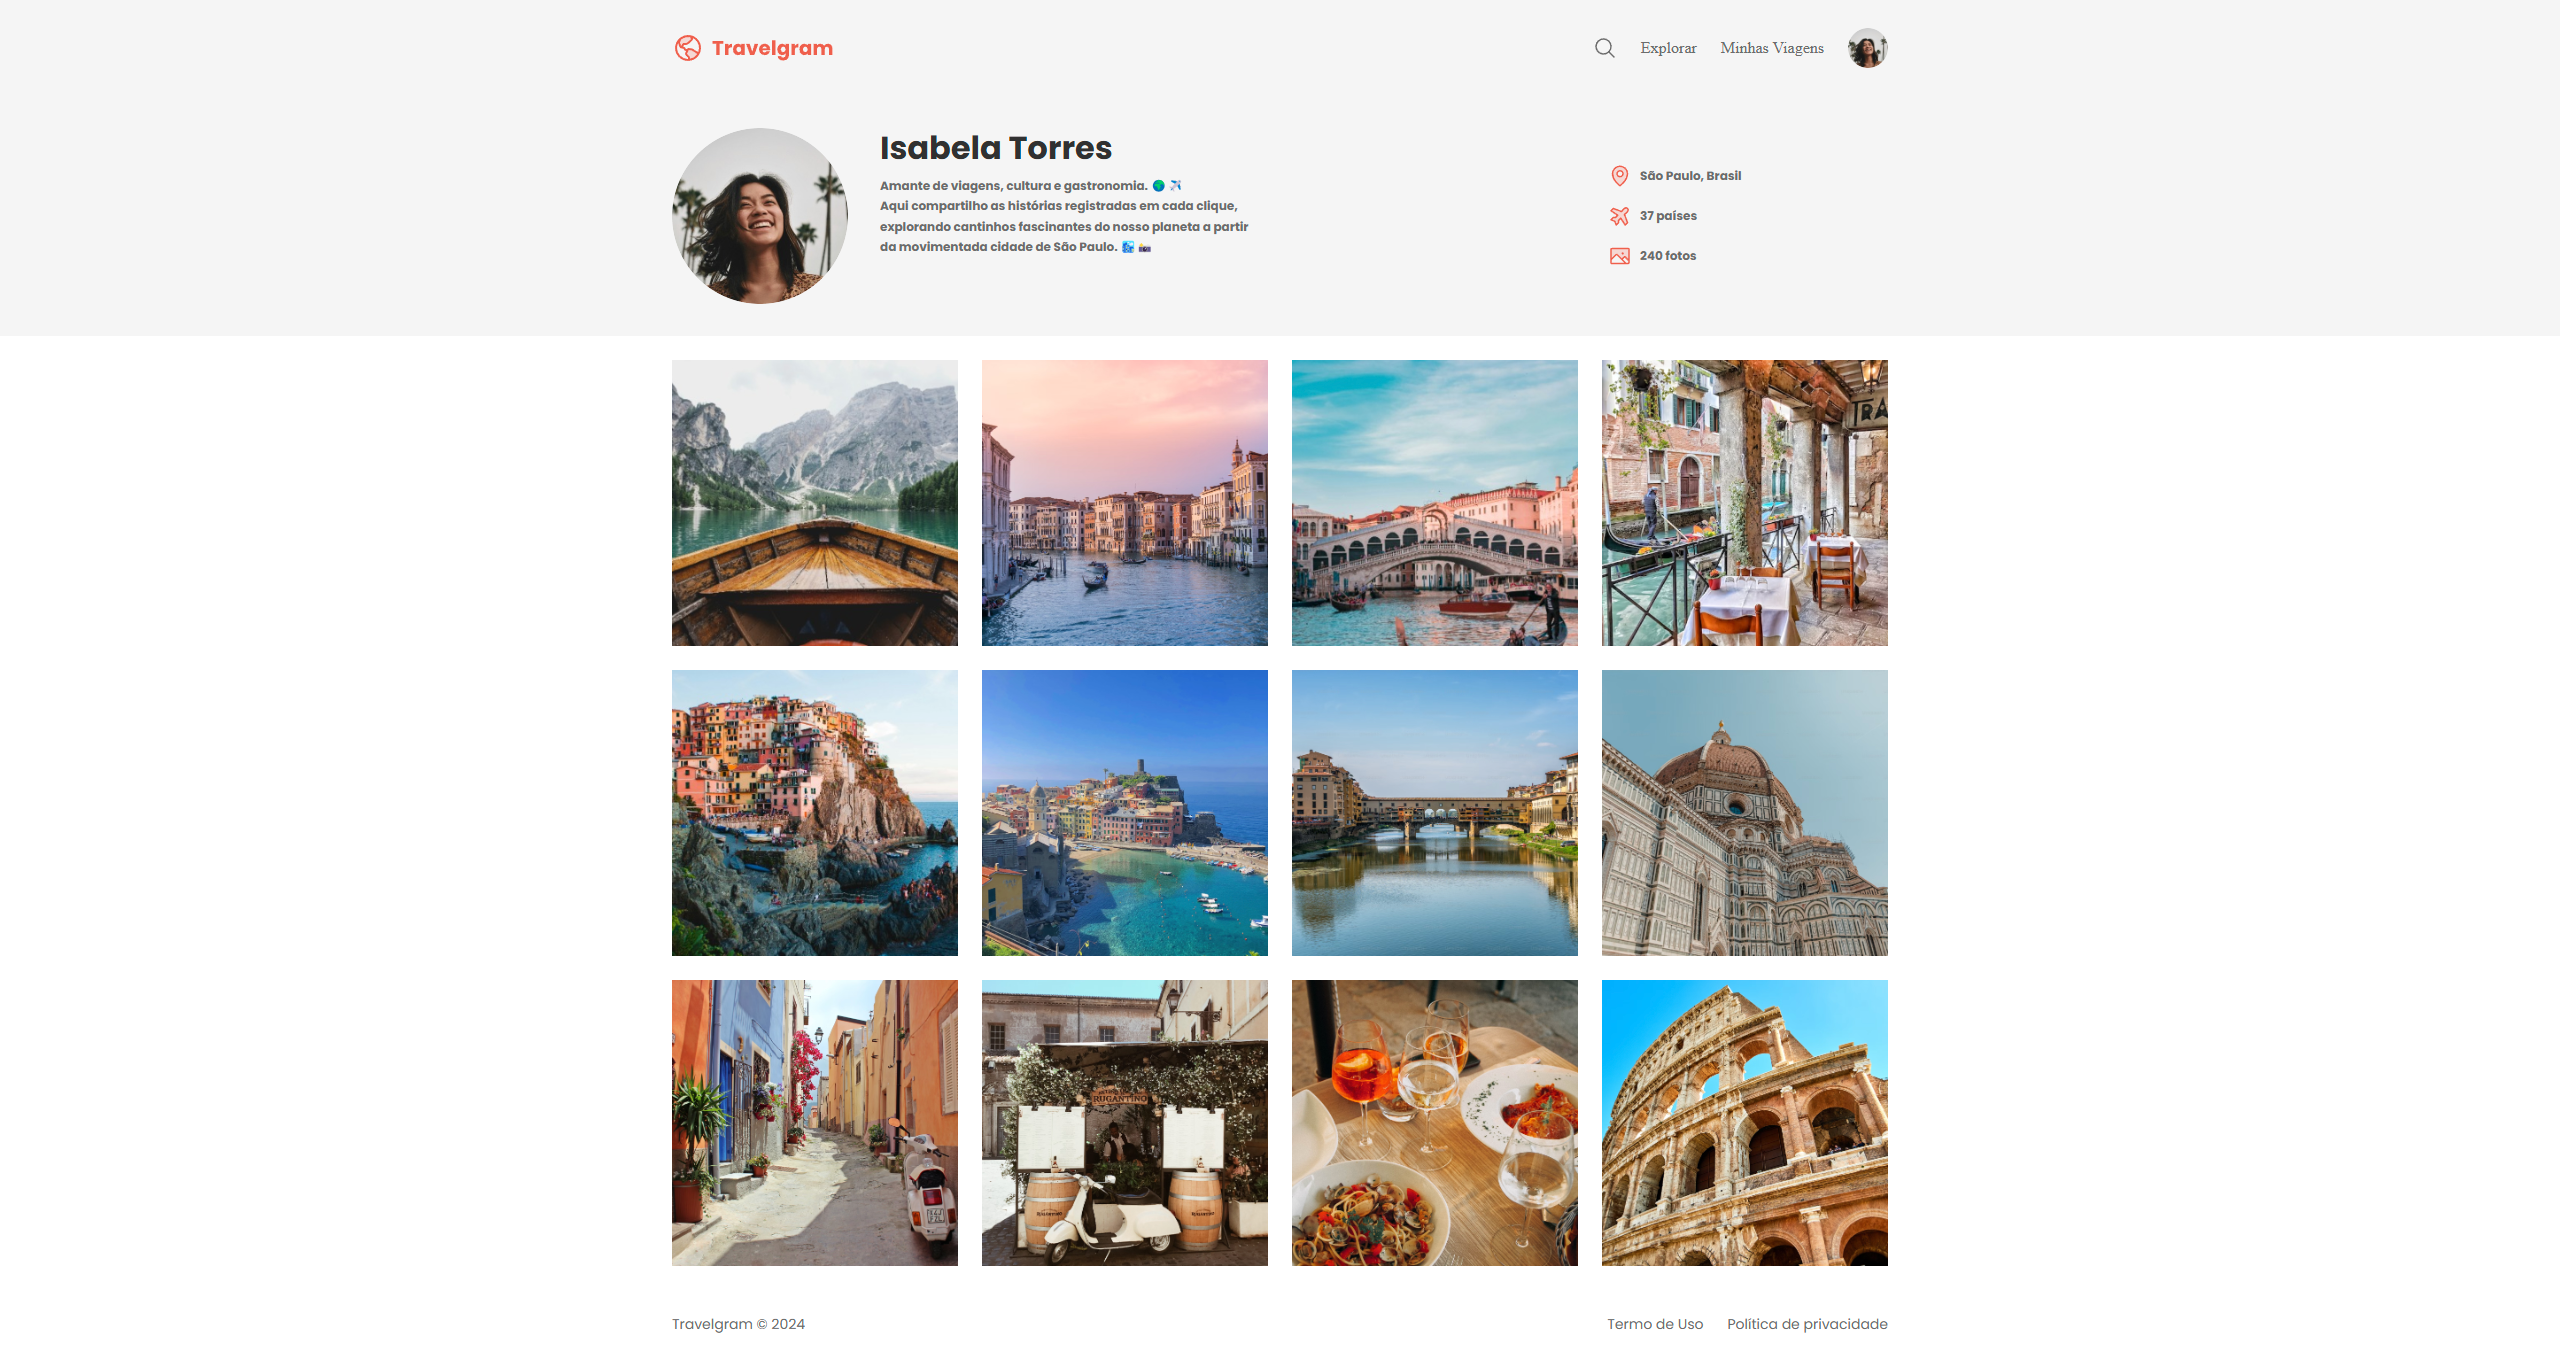 Travelgram
Explorar
Minhas Viagens
Isabela Torres
Amante de viagens, cultura e gastronomia. 🌍 ✈️
Aqui compartilho as histórias registradas em cada clique,
explorando cantinhos fascinantes do nosso planeta a partir
da movimentada cidade de São Paulo. 🏙️ 📸
São Paulo, Brasil
37 países
240 fotos
RA
RUGANTINO
Travelgram © 2024
Termo de Uso
Política de privacidade